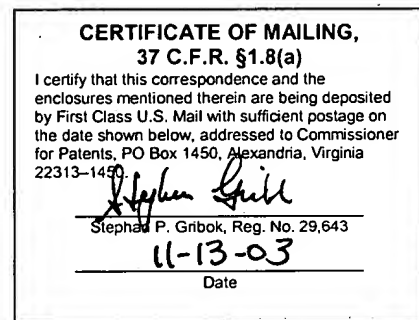 CERTIFICATE OF MAILING,
37 C.F.R. §1.8(a)
I certify that this correspondence and the
enclosures mentioned therein are being deposited
by First Class U.S. Mail with sufficient postage on
the date shown below, addressed to Commissioner
for Patents, PO Box 1450, Alexandria, Virginia
22313–1450.
Stephan P. Gribok, Reg. No. 29,643
11-13-03
Date